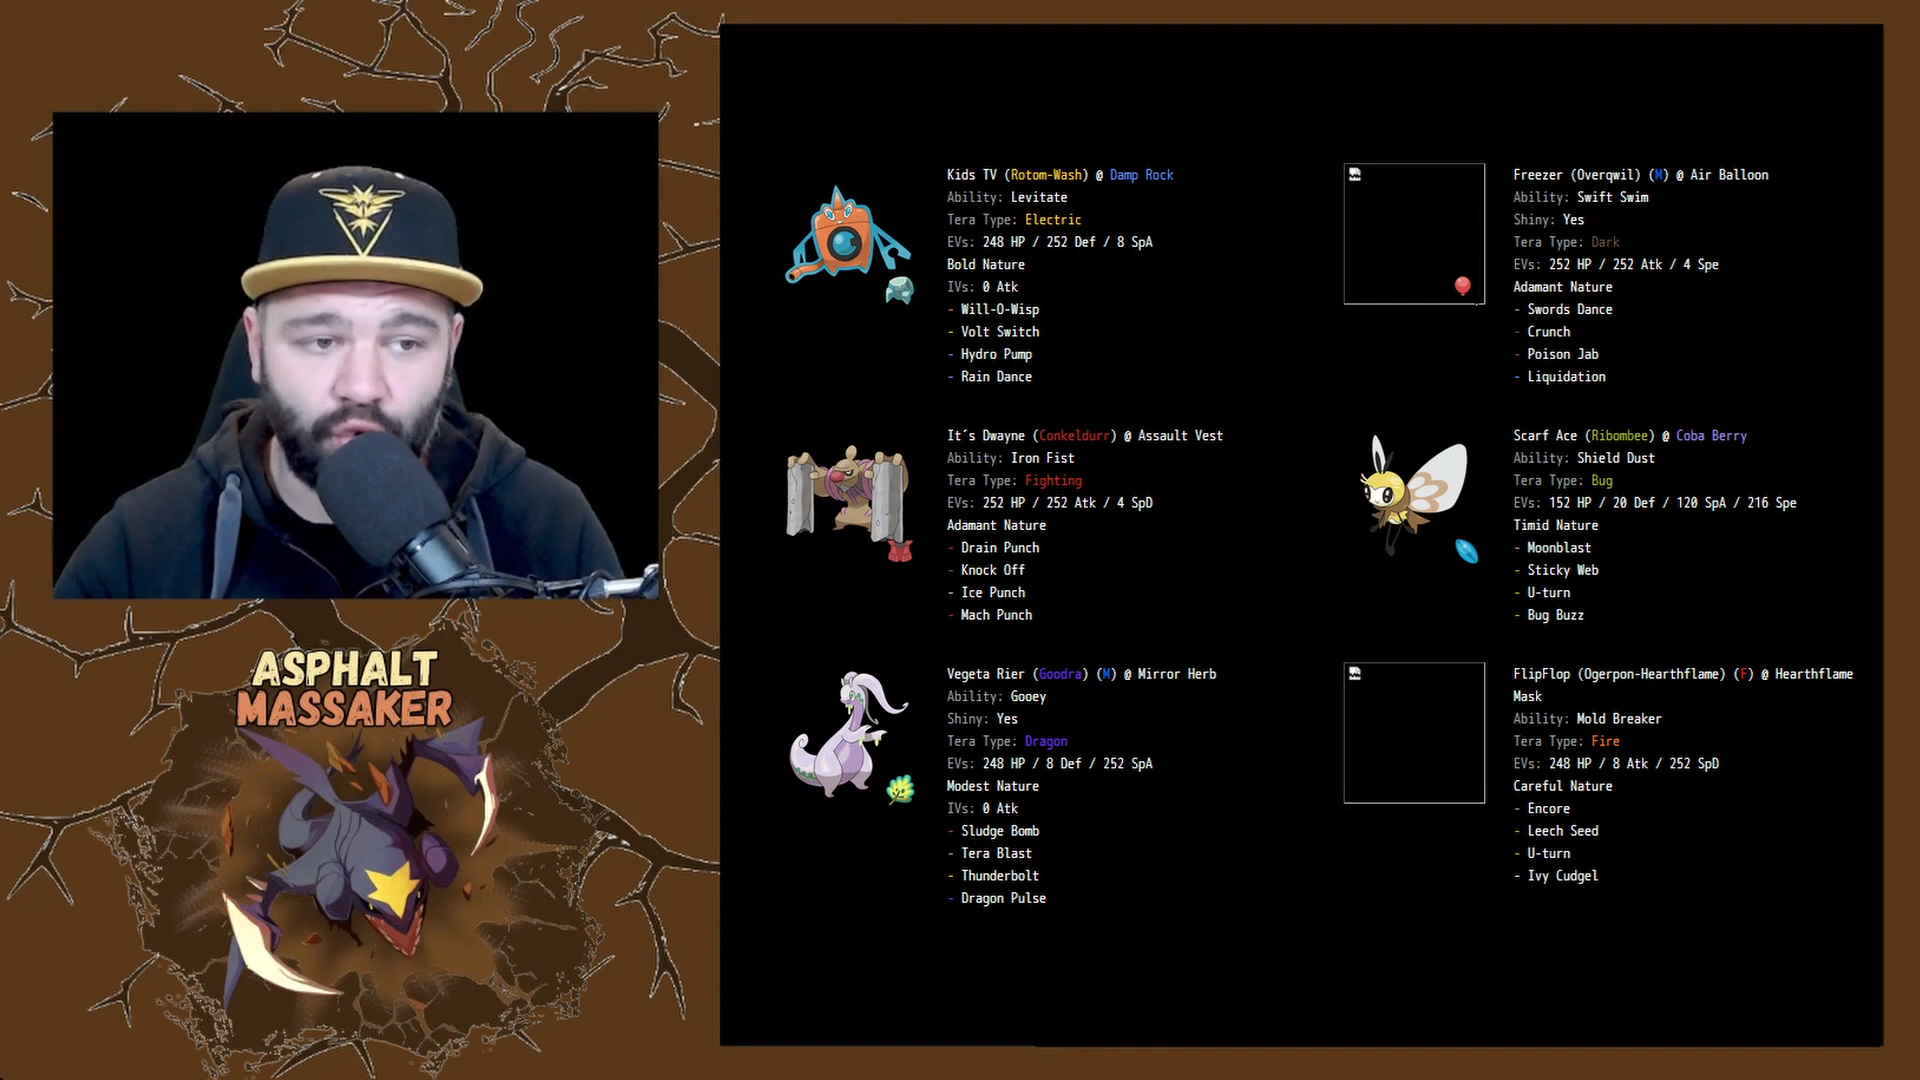 Kids TV (Rotom-Wash) @ Damp Rock
Ability: Levitate
Tera Type: Electric
EVs: 248 HP / 252 Def / 8 SpA
Bold Nature
IVs: 0 Atk
- Will-O-Wisp
- Volt Switch
- Hydro Pump
- Rain Dance
Freezer (Overqwil) (M) @ Air Balloon
Ability: Swift Swim
Shiny: Yes
Tera Type: Dark
EVs: 252 HP / 252 Atk / 4 Spe
Adamant Nature
- Swords Dance
- Crunch
- Poison Jab
- Liquidation
It´s Dwayne (Conkeldurr) @ Assault Vest
Ability: Iron Fist
Tera Type: Fighting
EVs: 252 HP / 252 Atk / 4 SpD
Adamant Nature
- Drain Punch
- Knock Off
- Ice Punch
- Mach Punch
Scarf Ace (Ribombee) @ Coba Berry
Ability: Shield Dust
Tera Type: Bug
EVs: 152 HP / 20 Def / 120 SpA / 216 Spe
Timid Nature
- Moonblast
- Sticky Web
- U-turn
- Bug Buzz
Vegeta Rier (Goodra) (M) @ Mirror Herb
Ability: Gooey
Shiny: Yes
Tera Type: Dragon
EVs: 248 HP / 8 Def / 252 SpA
Modest Nature
IVs: 0 Atk
- Sludge Bomb
- Tera Blast
- Thunderbolt
- Dragon Pulse
FlipFlop (Ogerpon-Hearthflame) (F) @ Hearthflame
Mask
Ability: Mold Breaker
Tera Type: Fire
EVs: 248 HP / 8 Atk / 252 SpD
Careful Nature
- Encore
- Leech Seed
- U-turn
- Ivy Cudgel
ASPHALT
MASSAKER